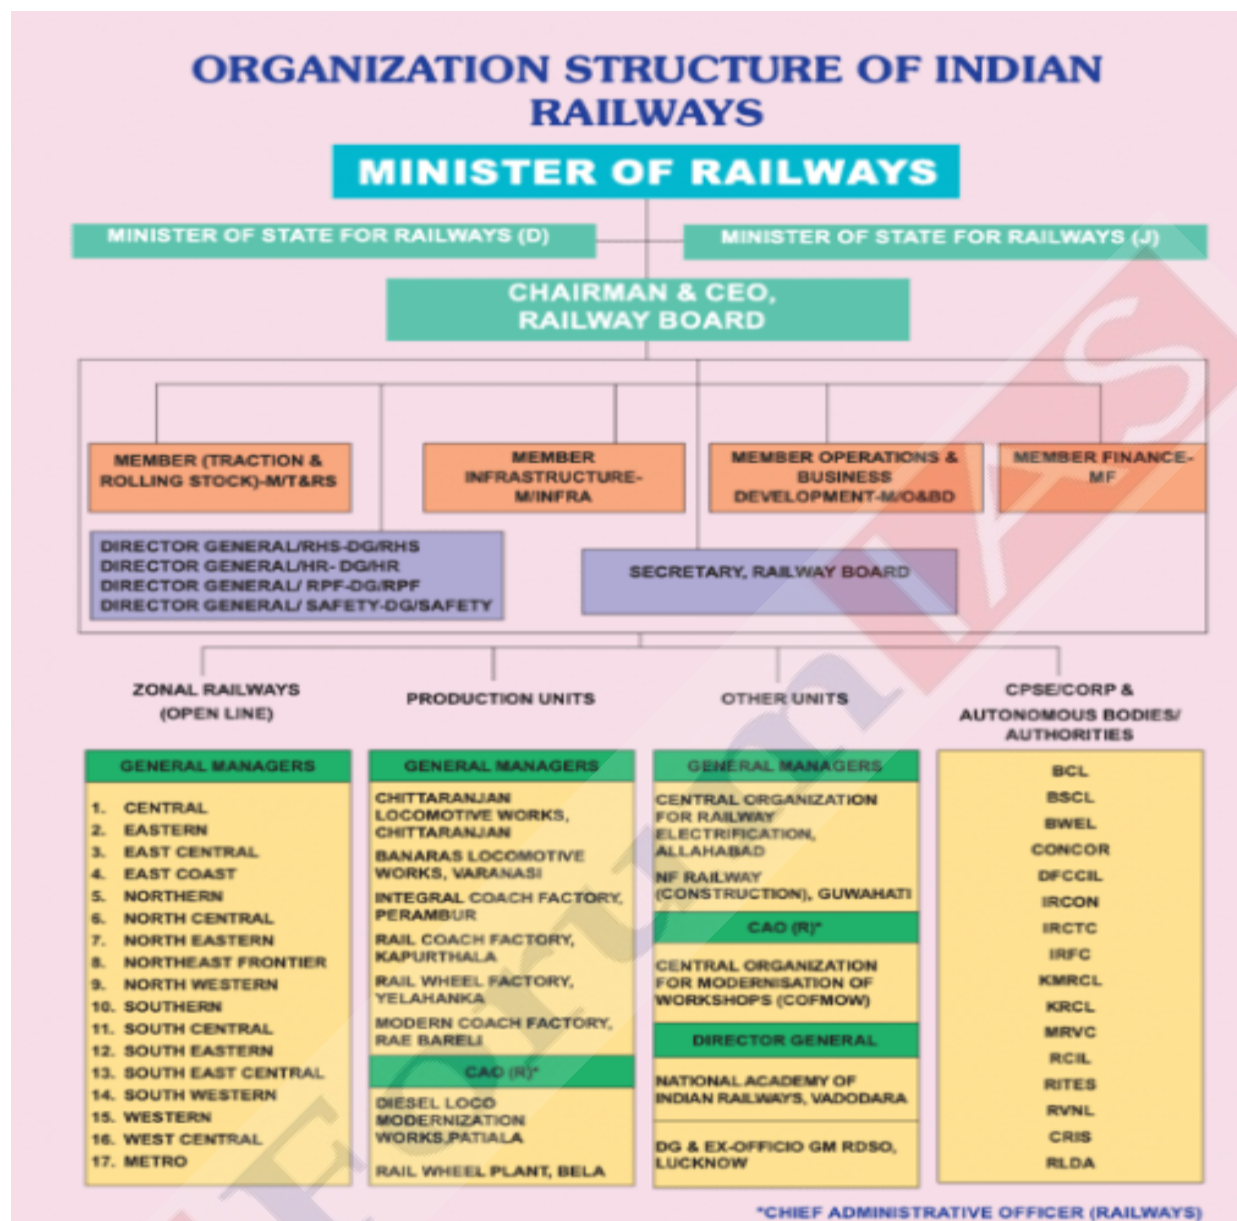 ORGANIZATION STRUCTURE OF INDIAN
RAILWAYS
MINISTER OF RAILWAYS
MINISTER OF STATE FOR RAILWAYS (D)
MINISTER OF STATE FOR RAILWAYS (J)
CHAIRMAN & CEO,
RAILWAY BOARD
MEMBER (TRACTION &
ROLLING STOCK)-M/T&RS
MEMBER
INFRASTRUCTURE-
M/INFRA
MEMBER OPERATIONS &
BUSINESS
DEVELOPMENT-M/O&BD
MEMBER FINANCE-
MF
DIRECTOR GENERAL/RHS-DG/RHS
DIRECTOR GENERAL/HR- DG/HR
DIRECTOR GENERAL/ RPF-DG/RPF
DIRECTOR GENERAL/ SAFETY-DG/SAFETY
SECRETARY, RAILWAY BOARD
ZONAL RAILWAYS
(OPEN LINE)
GENERAL MANAGERS
1. CENTRAL
2. EASTERN
3. EAST CENTRAL
4. EAST COAST
5. NORTHERN
6. NORTH CENTRAL
7. NORTH EASTERN
8. NORTHEAST FRONTIER
9. NORTH WESTERN
10. SOUTHERN
11. SOUTH CENTRAL
12. SOUTH EASTERN
13. SOUTH EAST CENTRAL
14. SOUTH WESTERN
15. WESTERN
16. WEST CENTRAL
17. METRO
PRODUCTION UNITS
GENERAL MANAGERS
CHITTARANJAN
LOCOMOTIVE WORKS,
CHITTARANJAN
BANARAS LOCOMOTIVE
WORKS, VARANASI
INTEGRAL COACH FACTORY,
PERAMBUR
RAIL COACH FACTORY,
KAPURTHALA
RAIL WHEEL FACTORY,
YELAHANKA
MODERN COACH FACTORY,
RAE BARELI
CAO (R)*
DIESEL LOCO
MODERNIZATION
WORKS,PATIALA
RAIL WHEEL PLANT, BELA
OTHER UNITS
GENERAL MANAGERS
CENTRAL ORGANIZATION
FOR RAILWAY
ELECTRIFICATION,
ALLAHABAD
NF RAILWAY
(CONSTRUCTION), GUWAHATI
CAO (R)*
CENTRAL ORGANIZATION
FOR MODERNISATION OF
WORKSHOPS (COFMOW)
DIRECTOR GENERAL
NATIONAL ACADEMY OF
INDIAN RAILWAYS, VADODARA
DG & EX-OFFICIO GM RDSO,
LUCKNOW
CPSE/CORP &
AUTONOMOUS BODIES/
AUTHORITIES
BCL
BSCL
BWEL
CONCOR
DFCCIL
IRCON
IRCTC
IRFC
KMRCL
KRCL
MRVC
RCIL
RITES
RVNL
CRIS
RLDA
*CHIEF ADMINISTRATIVE OFFICER (RAILWAYS)
ForumIAS